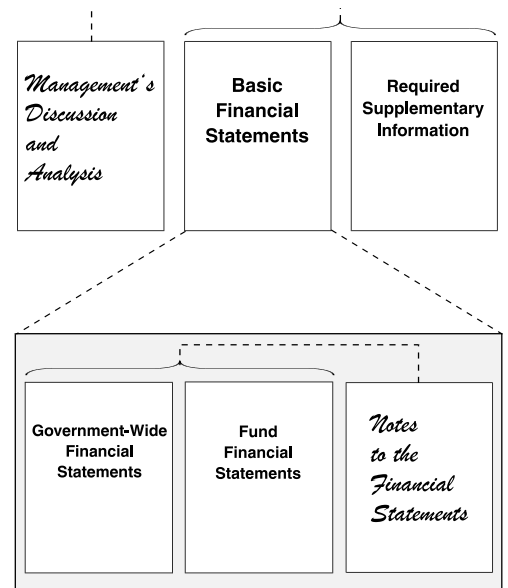 Management's
Discussion
and
Analysis
Basic
Financial
Statements
Required
Supplementary
Information
Government-Wide
Financial
Statements
Fund
Financial
Statements
Notes
to the
Financial
Statements